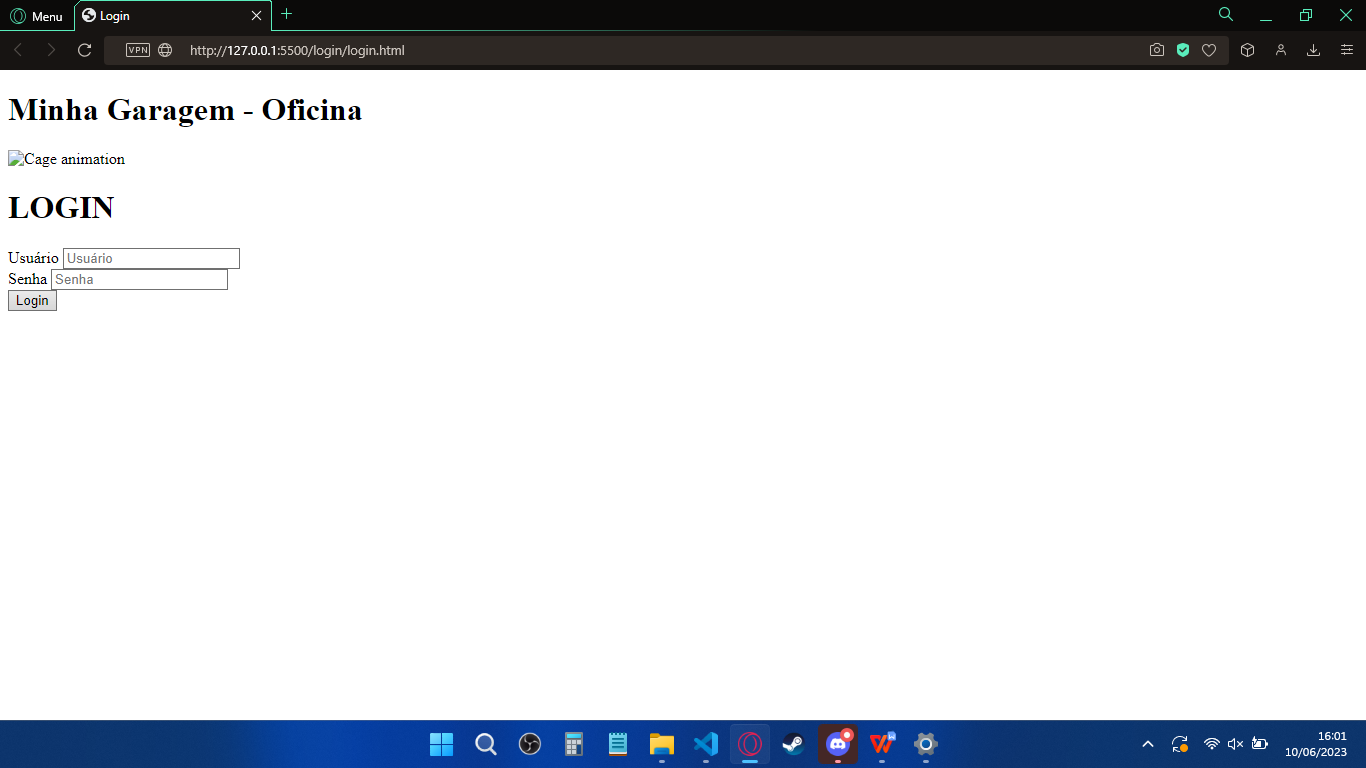 Menu
Login
VPN
http://127.0.0.1:5500/login/login.html
Minha Garagem - Oficina
Cage animation
LOGIN
Usuário Usuário
Senha Senha
Login
16:01
10/06/2023